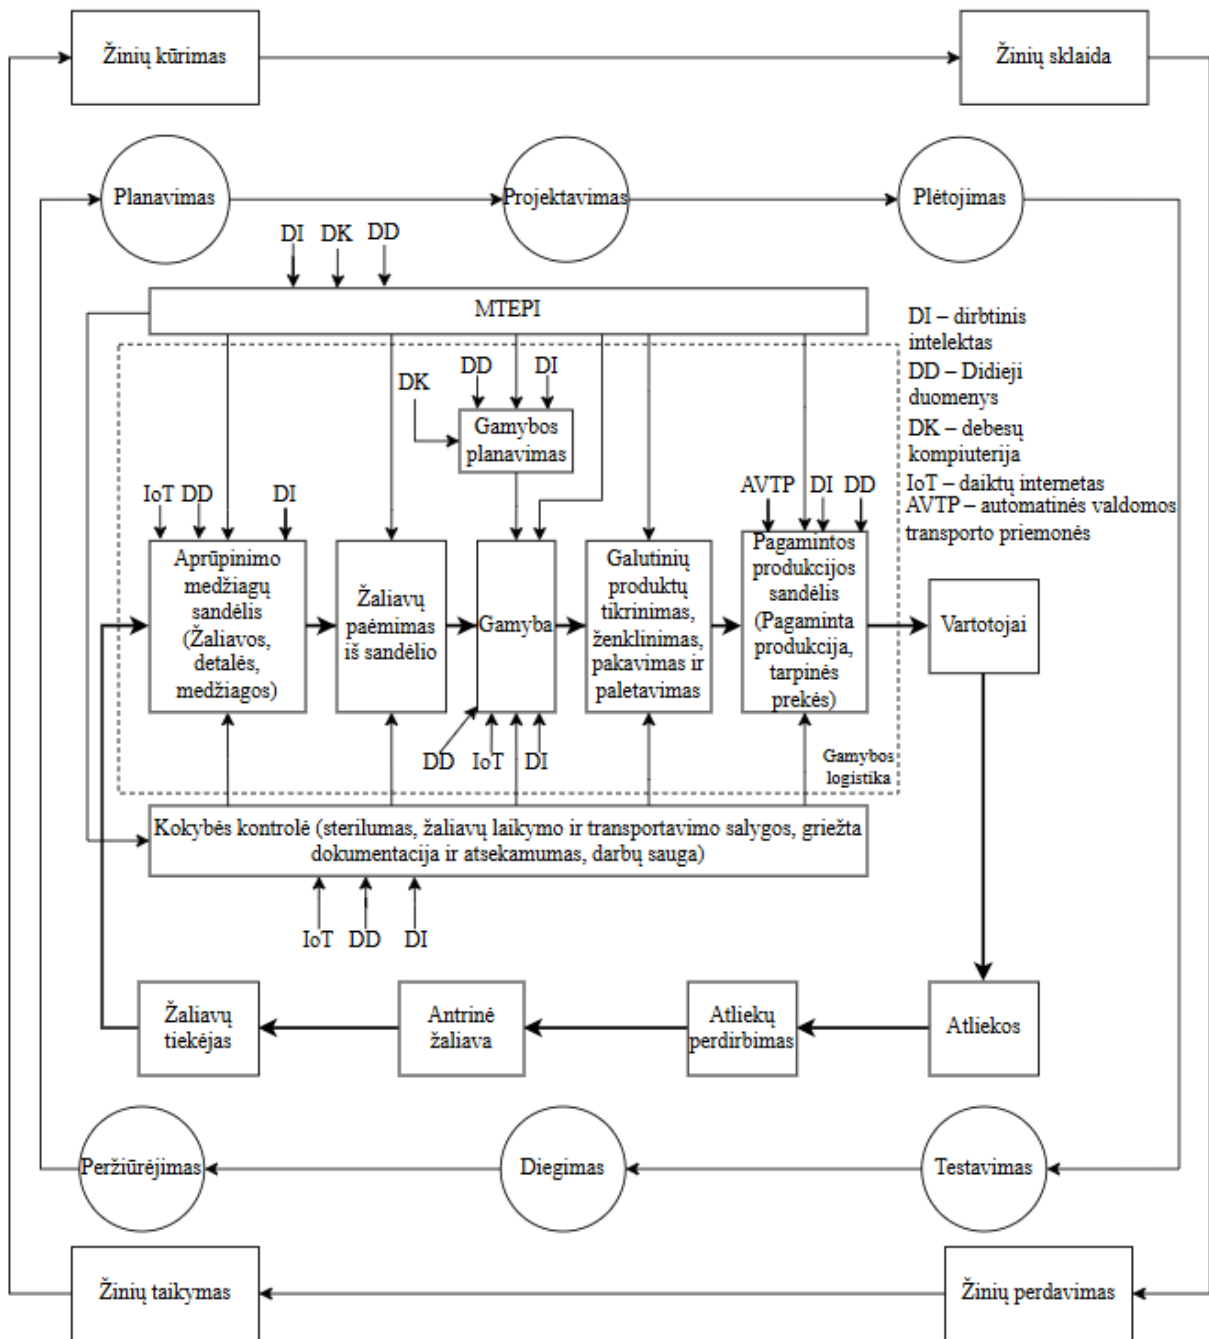 Žinių kūrimas
Žinių sklaida
Planavimas
Projektavimas
Plėtojimas
DI
DK
DD
MTEPI
DI – dirbtinis
intelektas
DD – Didieji
duomenys
DK – debesų
kompiuterija
IoT – daiktų internetas
AVTP – automatinės valdomos
transporto priemonės
DK
DD
DI
Gamybos
planavimas
IoT
DD
DI
AVTP
DI
DD
Aprūpinimo
medžiagų
sandėlis
(Žaliavos,
detalės,
medžiagos)
Žaliavų
paėmimas
iš sandėlio
Gamyba
Galutinių
produktų
tikrinimas,
ženklinimas,
pakavimas ir
paletavimas
Pagamintos
produkcijos
sandėlis
(Pagaminta
produkcija,
tarpinės
prekės)
Vartotojai
DD
IoT
DI
Gamybos
logistika
Kokybės kontrolė (sterilumas, žaliavų laikymo ir transportavimo salygos, griežta
dokumentacija ir atsekamumas, darbų sauga)
IoT
DD
DI
Žaliavų
tiekėjas
Antrinė
žaliava
Atliekų
perdirbimas
Atliekos
Peržiūrėjimas
Diegimas
Testavimas
Žinių taikymas
Žinių perdavimas